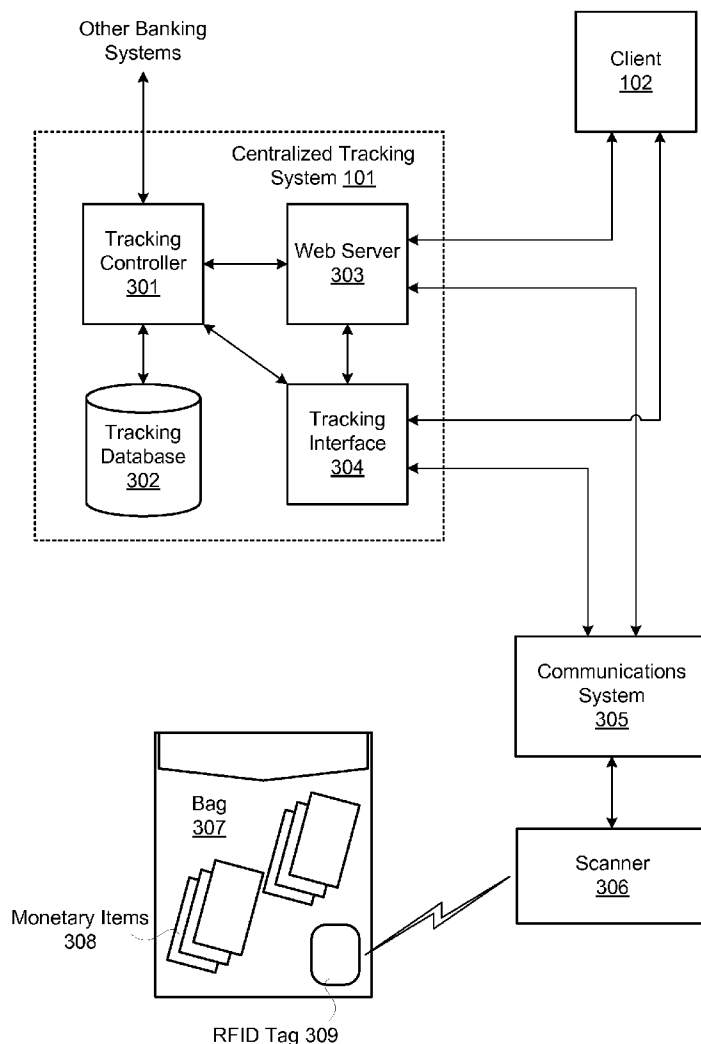 Other Banking
Systems
Client
102
Centralized Tracking
System 101
Tracking
Controller
301
Web Server
303
Tracking
Database
302
Tracking
Interface
304
Communications
System
305
Bag
307
Scanner
306
Monetary Items
308
RFID Tag 309